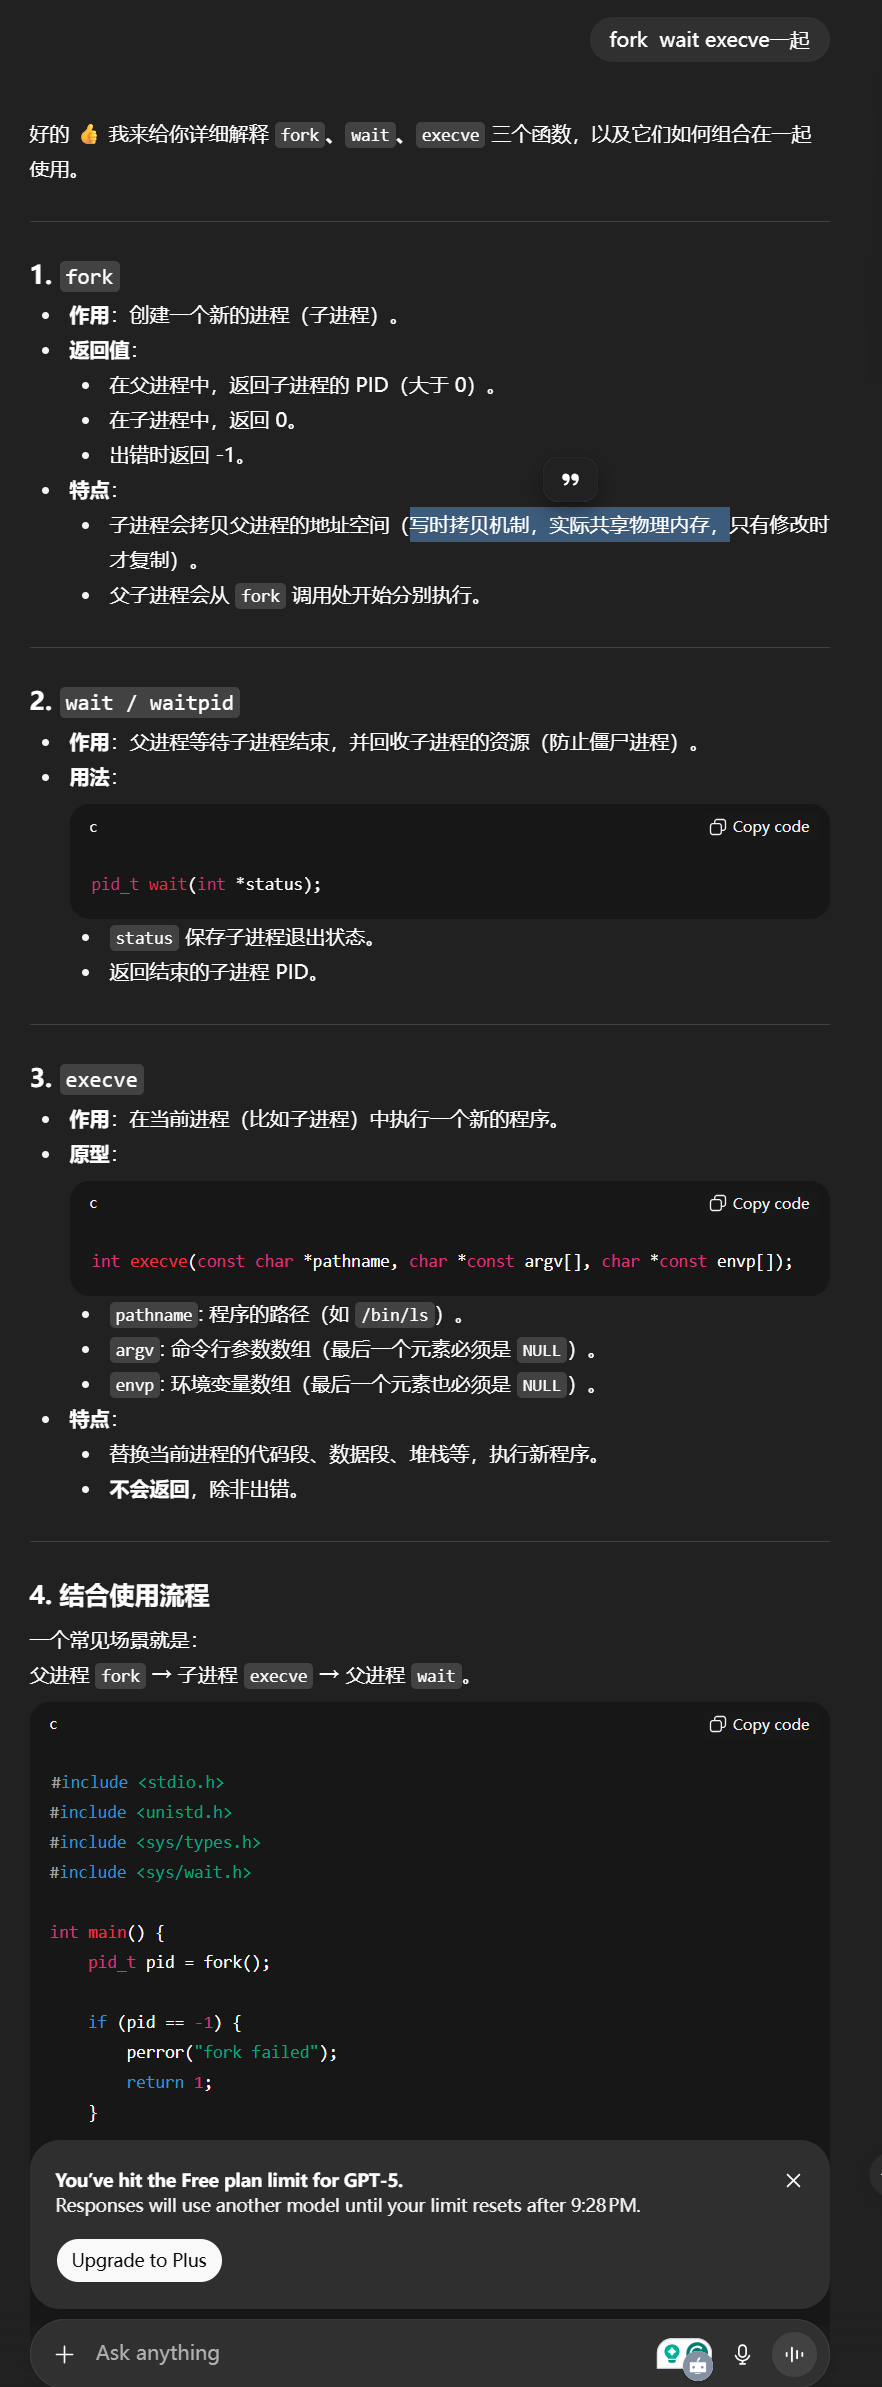 fork  wait execve一起
好的 👍 我来给你详细解释 fork、wait、execve 三个函数，以及它们如何组合在一起
使用。
1. fork
• 作用：创建一个新的进程（子进程）。
• 返回值：
• 在父进程中，返回子进程的 PID（大于 0）。
• 在子进程中，返回 0。
• 出错时返回 -1。
• 特点：
• 子进程会拷贝父进程的地址空间（写时拷贝机制，实际共享物理内存，只有修改时
才复制）。
• 父子进程会从 fork 调用处开始分别执行。
2. wait / waitpid
• 作用：父进程等待子进程结束，并回收子进程的资源（防止僵尸进程）。
• 用法：
c Copy code
pid_t wait(int *status);
• status 保存子进程退出状态。
• 返回结束的子进程 PID。
3. execve
• 作用：在当前进程（比如子进程）中执行一个新的程序。
• 原型：
c Copy code
int execve(const char *pathname, char *const argv[], char *const envp[]);
• pathname: 程序的路径（如 /bin/ls）。
• argv: 命令行参数数组（最后一个元素必须是 NULL）。
• envp: 环境变量数组（最后一个元素也必须是 NULL）。
• 特点：
• 替换当前进程的代码段、数据段、堆栈等，执行新程序。
• 不会返回，除非出错。
4. 结合使用流程
一个常见场景就是：
父进程 fork → 子进程 execve → 父进程 wait。
c Copy code
#include <stdio.h>
#include <unistd.h>
#include <sys/types.h>
#include <sys/wait.h>
int main() {
    pid_t pid = fork();
    if (pid == -1) {
        perror("fork failed");
        return 1;
    }
You've hit the Free plan limit for GPT-5.
Responses will use another model until your limit resets after 9:28 PM.
Upgrade to Plus
Ask anything